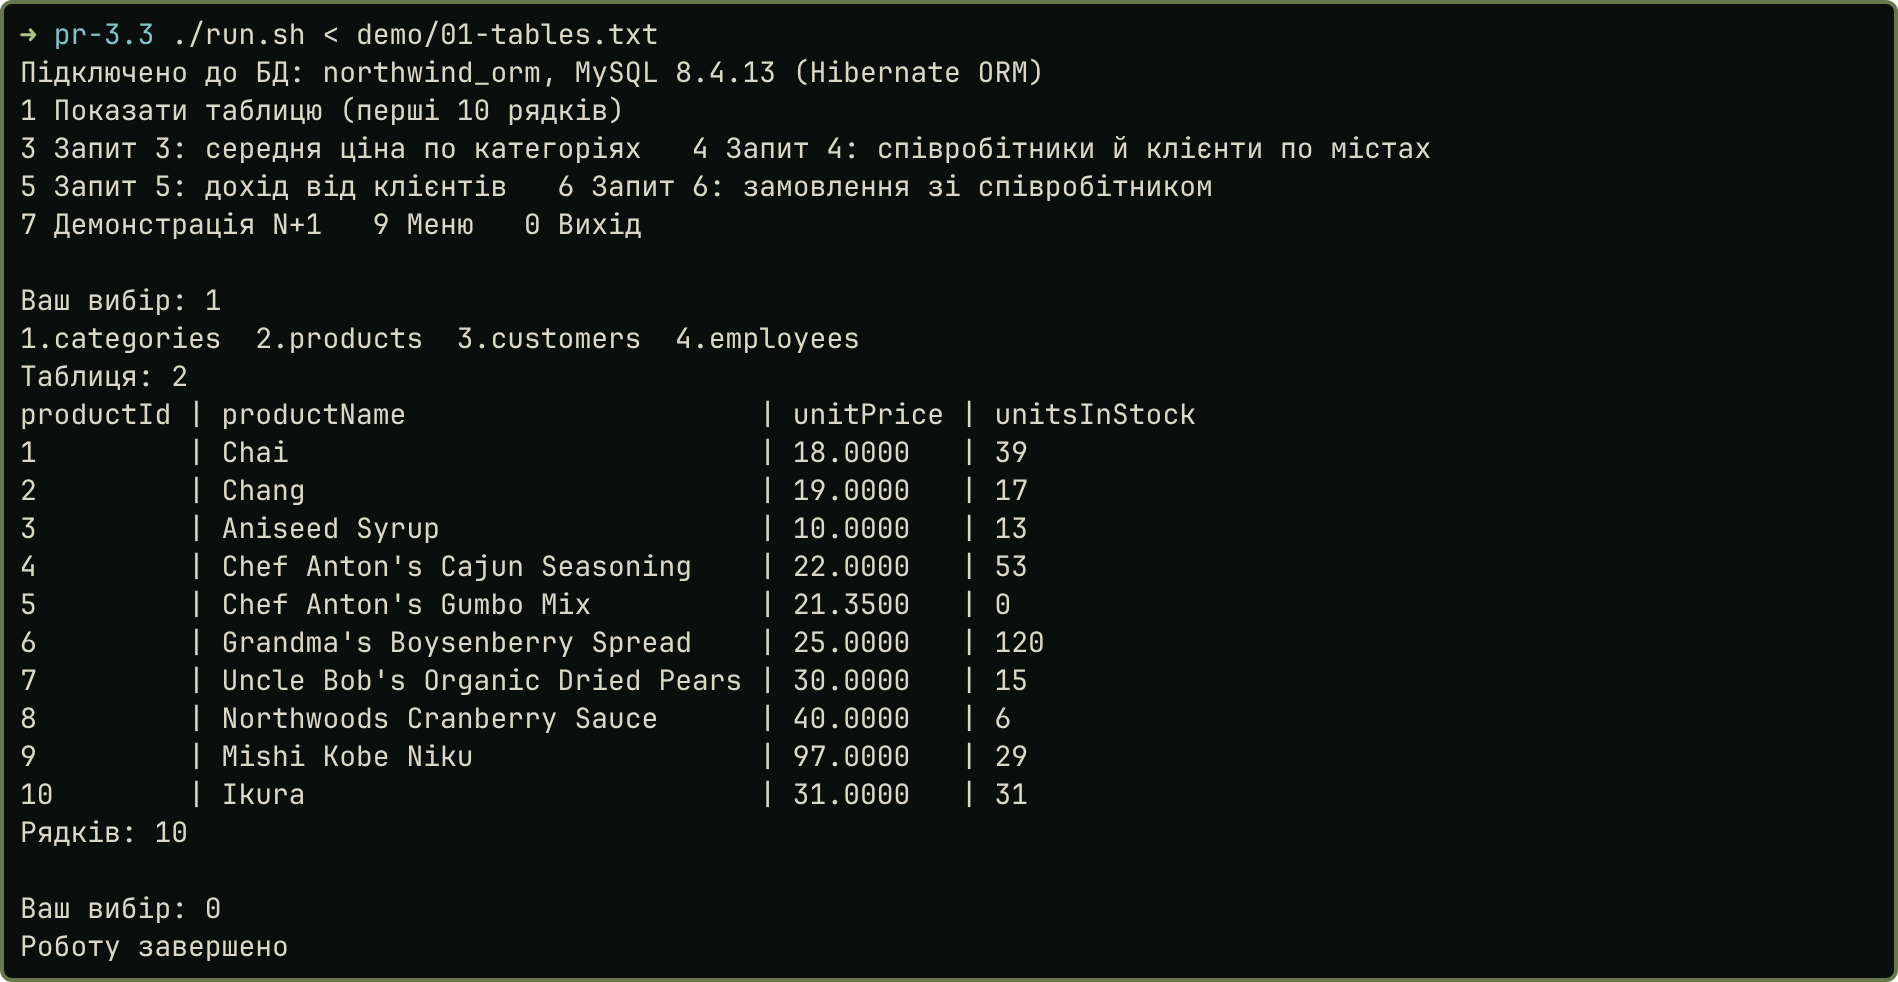 → pr-3.3 ./run.sh < demo/01-tables.txt
Підключено до БД: northwind_orm, MySQL 8.4.13 (Hibernate ORM)
1 Показати таблицю (перші 10 рядків)
3 Запит 3: середня ціна по категоріях   4 Запит 4: співробітники й клієнти по містах
5 Запит 5: дохід від клієнтів   6 Запит 6: замовлення зі співробітником
7 Демонстрація N+1   9 Меню   0 Вихід

Ваш вибір: 1
1.categories  2.products  3.customers  4.employees
Таблиця: 2
productId | productName                     | unitPrice | unitsInStock
1         | Chai                            | 18.0000   | 39
2         | Chang                           | 19.0000   | 17
3         | Aniseed Syrup                   | 10.0000   | 13
4         | Chef Anton's Cajun Seasoning    | 22.0000   | 53
5         | Chef Anton's Gumbo Mix          | 21.3500   | 0
6         | Grandma's Boysenberry Spread    | 25.0000   | 120
7         | Uncle Bob's Organic Dried Pears | 30.0000   | 15
8         | Northwoods Cranberry Sauce      | 40.0000   | 6
9         | Mishi Kobe Niku                 | 97.0000   | 29
10        | Ikura                           | 31.0000   | 31
Рядків: 10

Ваш вибір: 0
Роботу завершено